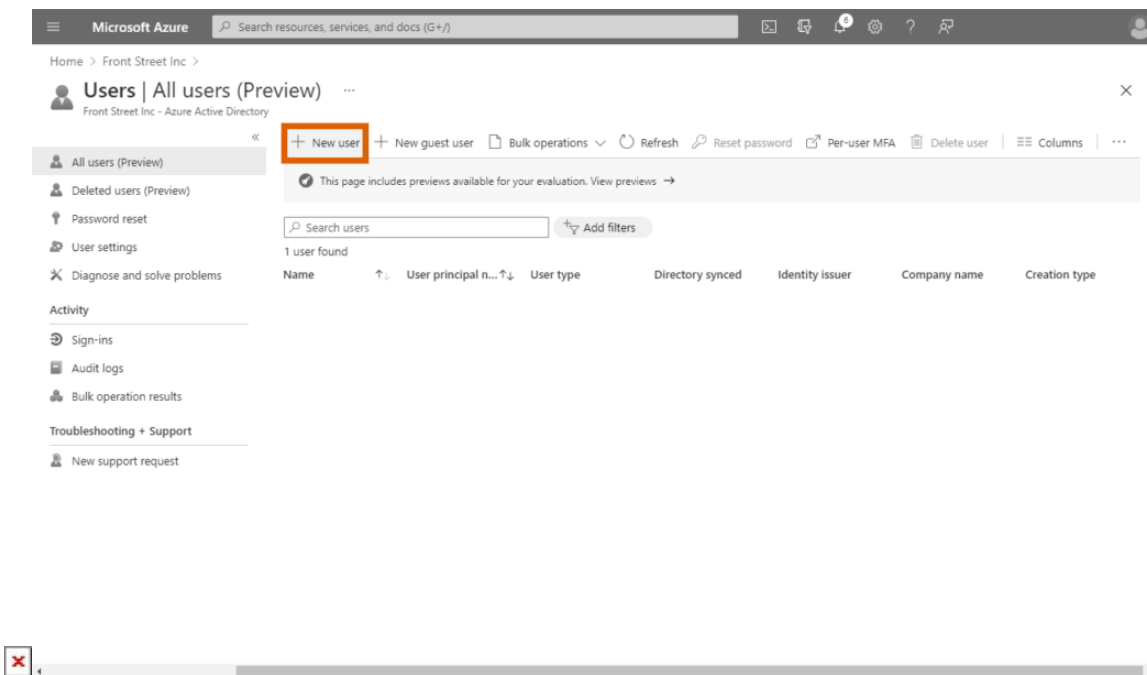 Microsoft Azure
Search resources, services, and docs (G+/)
6
Home > Front Street Inc >
Users | All users (Preview) ...
Front Street Inc - Azure Active Directory
+ New user + New guest user Bulk operations Refresh Reset password Per-user MFA Delete user Columns ...
All users (Preview)
Deleted users (Preview)
Password reset
User settings
Diagnose and solve problems
Activity
Sign-ins
Audit logs
Bulk operation results
Troubleshooting + Support
New support request
This page includes previews available for your evaluation. View previews →
Search users
Add filters
1 user found
Name ↑↓ User principal n...↑↓ User type Directory synced Identity issuer Company name Creation type